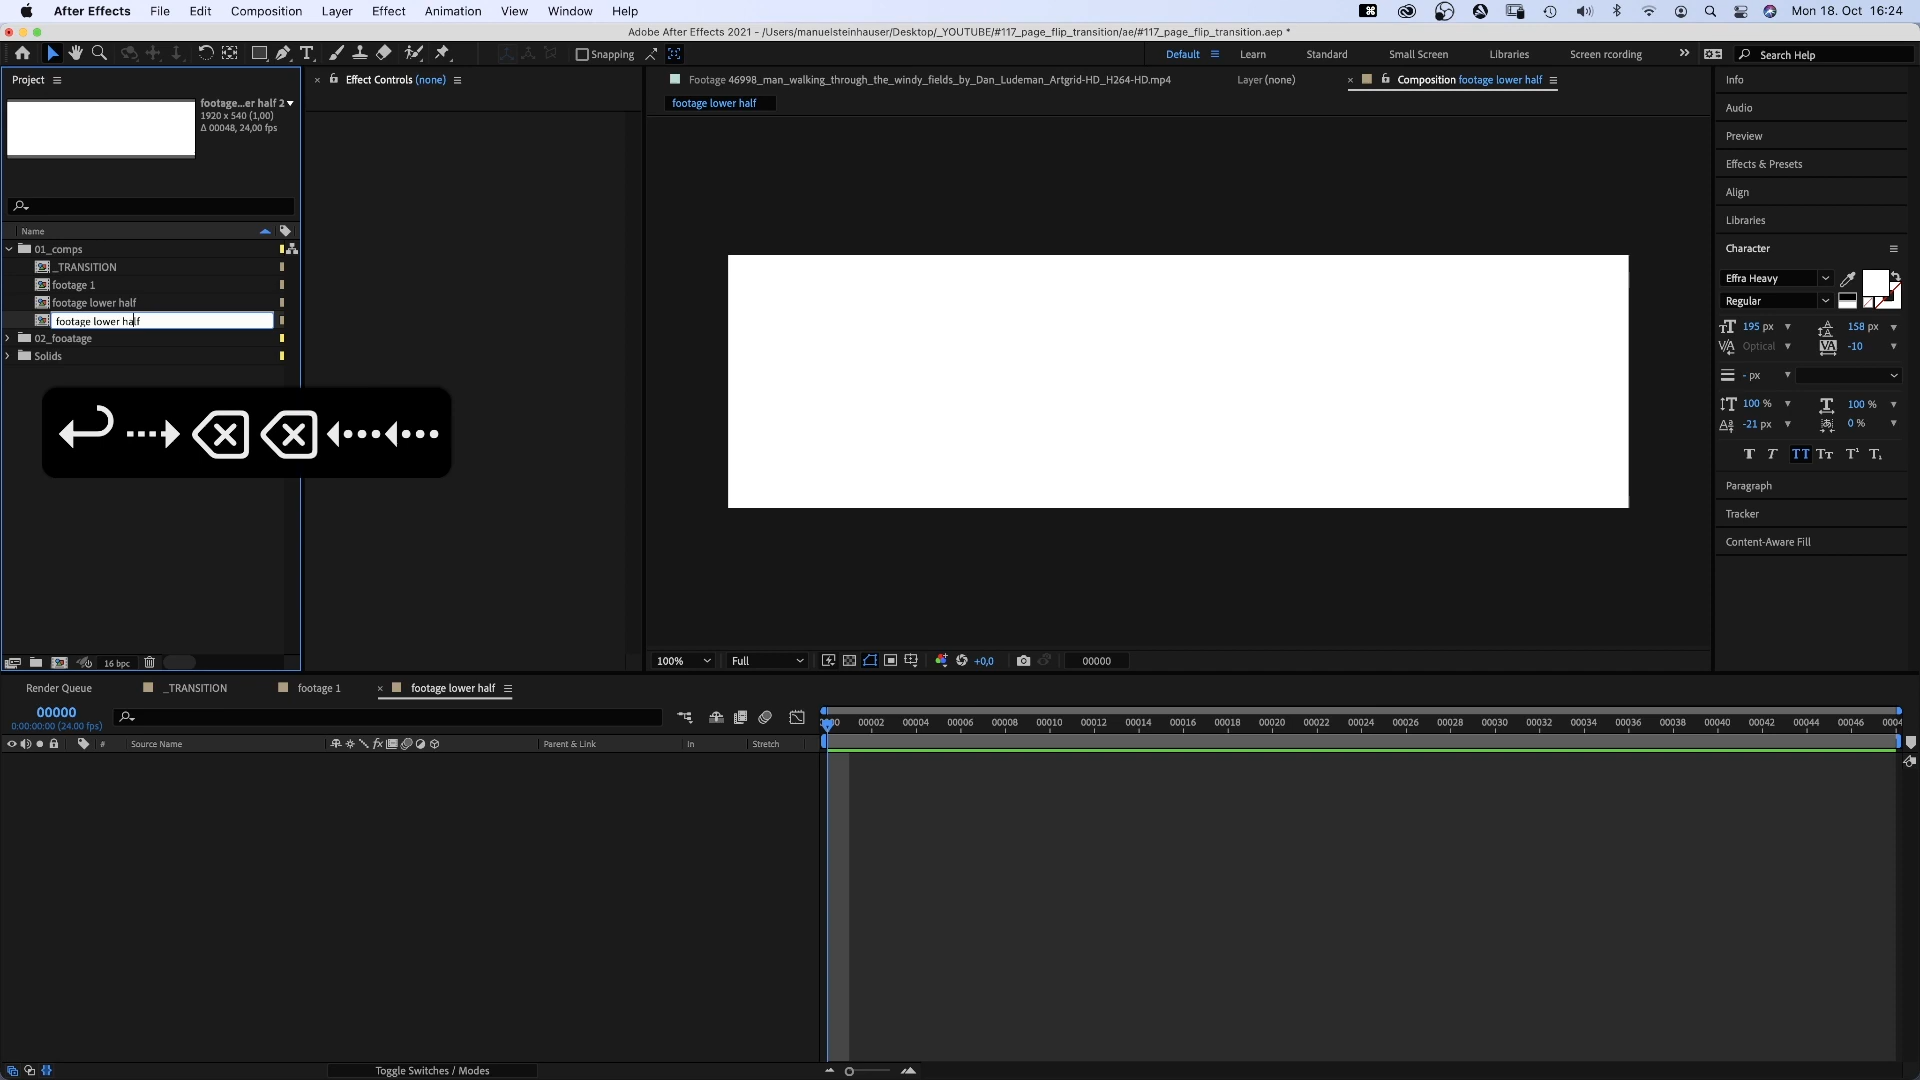 After Effects File Edit Composition Layer Effect Animation View Window Help Mon 18. Oct 16:24
Adobe After Effects 2021 - /Users/manuelsteinhauser/Desktop/_YOUTUBE/#117_page_flip_transition/ae/#117_page_flip_transition.aep *
Snapping Default Learn Standard Small Screen Libraries Screen recording Search Help
Project
Effect Controls (none)
Footage 46998_man_walking_through_the_windy_fields_by_Dan_Ludeman_Artgrid-HD_H264-HD.mp4
Layer (none)
Composition footage lower half
footage lower half
footage...er half 2
1920 x 540 (1,00)
Δ 00048, 24,00 fps
Name
01_comps
_TRANSITION
footage 1
footage lower half
footage lower half
02_fooatage
Solids
16 bpc
100% Full +0,0 00000
Info
Audio
Preview
Effects & Presets
Align
Libraries
Character
Effra Heavy
Regular
195 px 158 px
Optical -10
- px
100 % 100 %
-21 px 0 %
T T TT Tt T¹ T₁
Paragraph
Tracker
Content-Aware Fill
Render Queue _TRANSITION footage 1 footage lower half
00000
0:00:00:00 (24.00 fps)
# Source Name Parent & Link In Stretch
00002 00004 00006 00008 00010 00012 00014 00016 00018 00020 00022 00024 00026 00028 00030 00032 00034 00036 00038 00040 00042 00044 00046
Toggle Switches / Modes